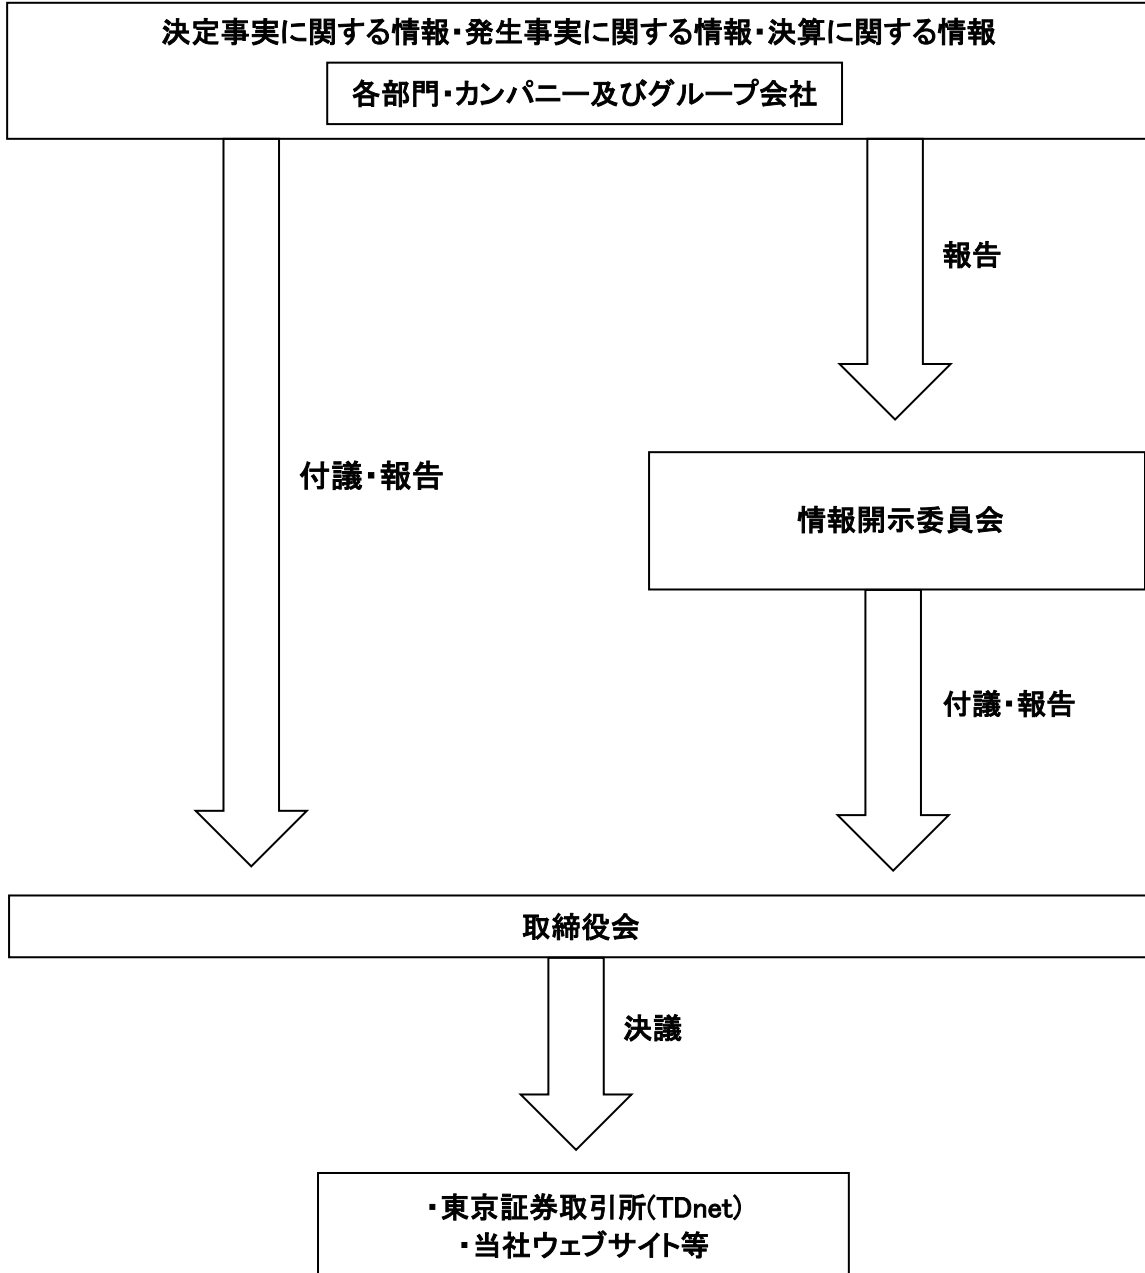 決定事実に関する情報・発生事実に関する情報・決算に関する情報
各部門・カンパニー及びグループ会社
報告
付議・報告
情報開示委員会
付議・報告
取締役会
決議
・東京証券取引所(TDnet)
・当社ウェブサイト等